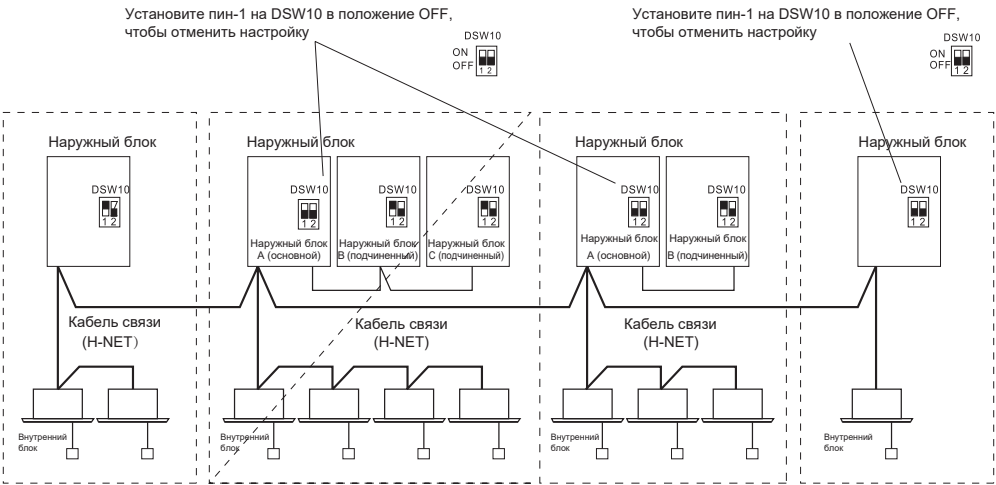 Установите пин-1 на DSW10 в положение OFF,
чтобы отменить настройку
DSW10
ON
OFF
1 2
Установите пин-1 на DSW10 в положение OFF,
чтобы отменить настройку
DSW10
ON
OFF
1 2
Наружный блок
DSW10
1 2
Наружный блок
DSW10
1 2
Наружный блок
A (основной)
DSW10
1 2
Наружный блок
B (подчиненный)
DSW10
1 2
Наружный блок
C (подчиненный)
Наружный блок
DSW10
1 2
Наружный блок
A (основной)
DSW10
1 2
Наружный блок
B (подчиненный)
Наружный блок
DSW10
1 2
Кабель связи
(H-NET)
Кабель связи
(H-NET)
Кабель связи
(H-NET)
Внутренний
блок
Внутренний
блок
Внутренний
блок
Внутренний
блок